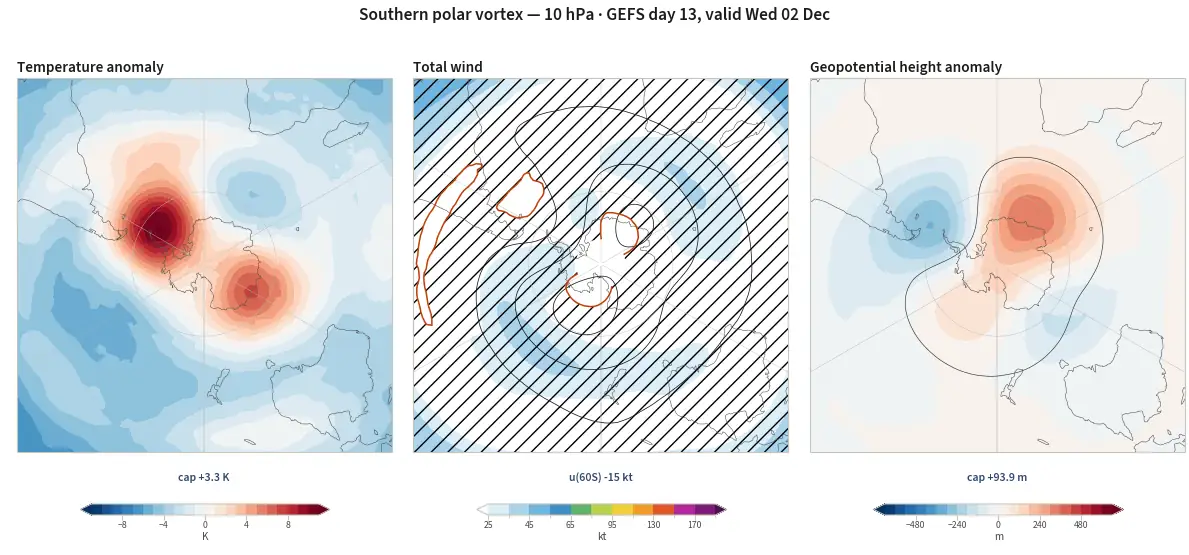 Southern polar vortex — 10 hPa · GEFS day 13, valid Wed 02 Dec
Temperature anomaly
Total wind
Geopotential height anomaly
cap +3.3 K
u(60S) -15 kt
cap +93.9 m
−8 −4 0 4 8
K
25 45 65 95 130 170
kt
−480 −240 0 240 480
m